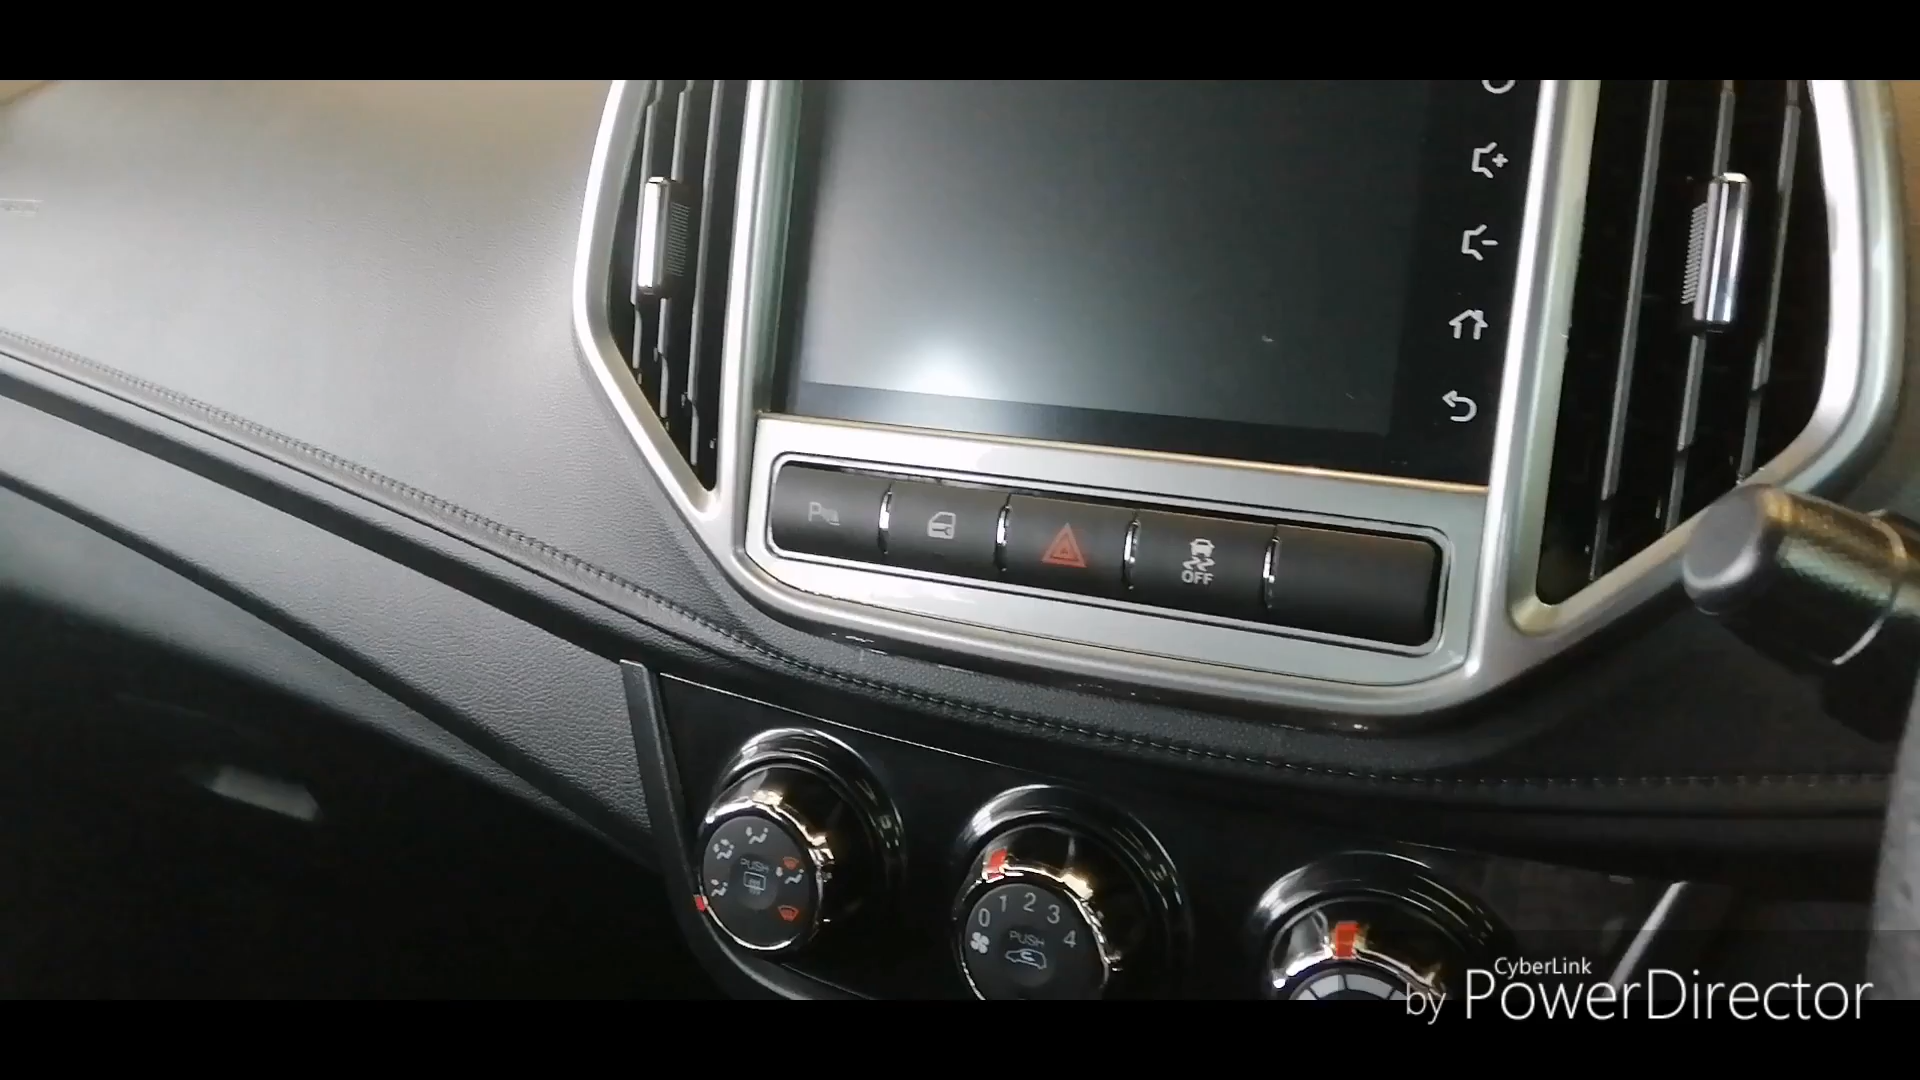 P
OFF
PUSH
0 1 2 3 4
PUSH
CyberLink
by PowerDirector